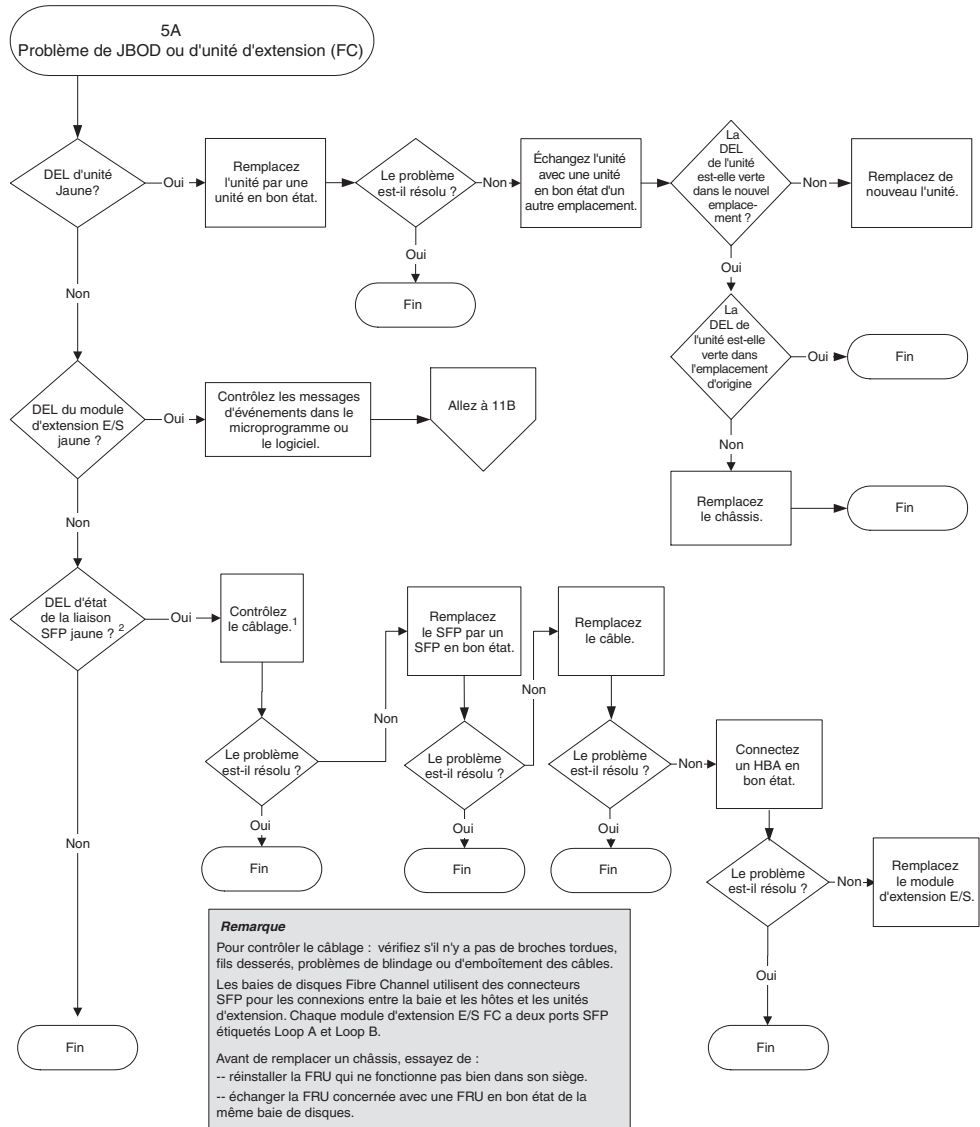 5A
Problème de JBOD ou d'unité d'extension (FC)
DEL d'unité
Jaune?
Oui
Remplacez
l'unité par une
unité en bon état.
Le problème
est-il résolu ?
Non
Échangez l'unité
avec une unité
en bon état d'un
autre emplacement.
La
DEL
de l'unité
est-elle verte
dans le nouvel
emplace-
ment ?
Non
Remplacez de
nouveau l'unité.
Oui
Fin
Oui
Non
La
DEL de
l'unité est-elle
verte dans
l'emplacement
d'origine
Oui
Fin
Non
Remplacez
le châssis.
Fin
DEL du module
d'extension E/S
jaune ?
Oui
Contrôlez les messages
d'événements dans le
microprogramme ou
le logiciel.
Allez à 11B
Non
DEL d'état
de la liaison
SFP jaune ? 2
Oui
Contrôlez
le câblage.1
Le problème
est-il résolu ?
Non
Oui
Fin
Remplacez
le SFP par un
SFP en bon état.
Le problème
est-il résolu ?
Non
Oui
Fin
Remplacez
le câble.
Le problème
est-il résolu ?
Non
Oui
Fin
Connectez
un HBA en
bon état.
Le problème
est-il résolu ?
Non
Remplacez
le module
d'extension E/S.
Oui
Fin
Non
Fin
Remarque
Pour contrôler le câblage : vérifiez s'il n'y a pas de broches tordues,
fils desserés, problèmes de blindage ou d'emboîtement des câbles.
Les baies de disques Fibre Channel utilisent des connecteurs
SFP pour les connexions entre la baie et les hôtes et les unités
d'extension. Chaque module d'extension E/S FC a deux ports SFP
étiquetés Loop A et Loop B.
Avant de remplacer un châssis, essayez de :
-- réinstaller la FRU qui ne fonctionne pas bien dans son siège.
-- échanger la FRU concernée avec une FRU en bon état de la
même baie de disques.